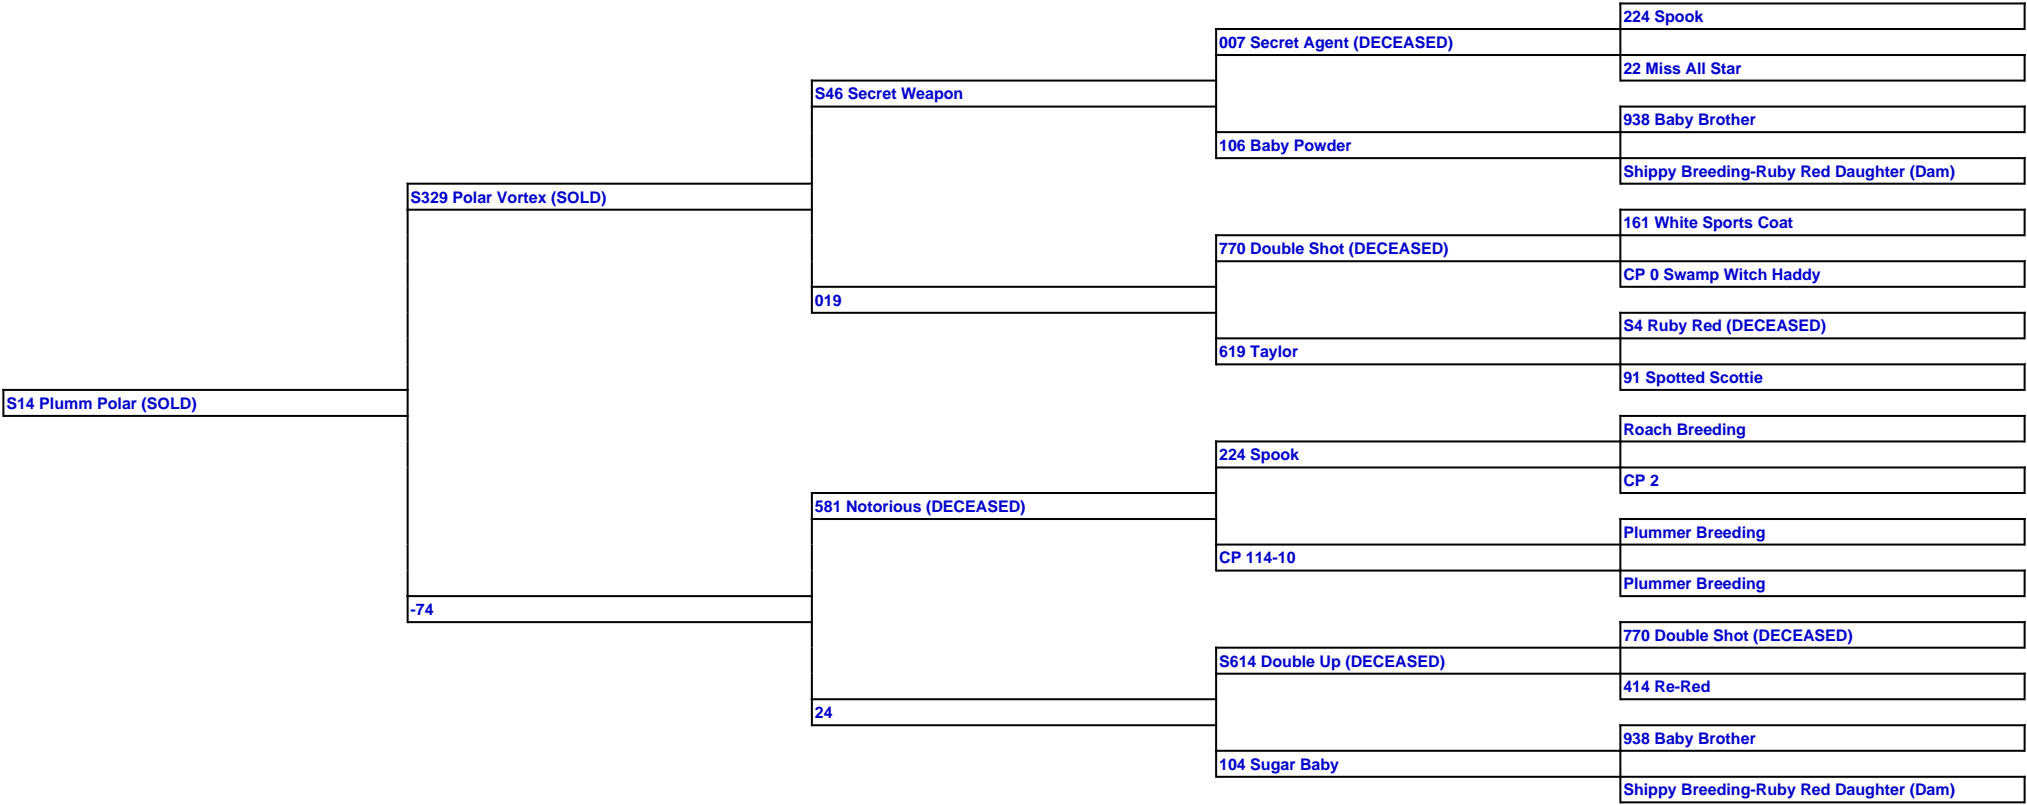 224 Spook
007 Secret Agent (DECEASED)
22 Miss All Star
S46 Secret Weapon
938 Baby Brother
106 Baby Powder
Shippy Breeding-Ruby Red Daughter (Dam)
S329 Polar Vortex (SOLD)
161 White Sports Coat
770 Double Shot (DECEASED)
CP 0 Swamp Witch Haddy
019
S4 Ruby Red (DECEASED)
619 Taylor
91 Spotted Scottie
S14 Plumm Polar (SOLD)
Roach Breeding
224 Spook
CP 2
581 Notorious (DECEASED)
Plummer Breeding
CP 114-10
Plummer Breeding
-74
770 Double Shot (DECEASED)
S614 Double Up (DECEASED)
414 Re-Red
24
938 Baby Brother
104 Sugar Baby
Shippy Breeding-Ruby Red Daughter (Dam)